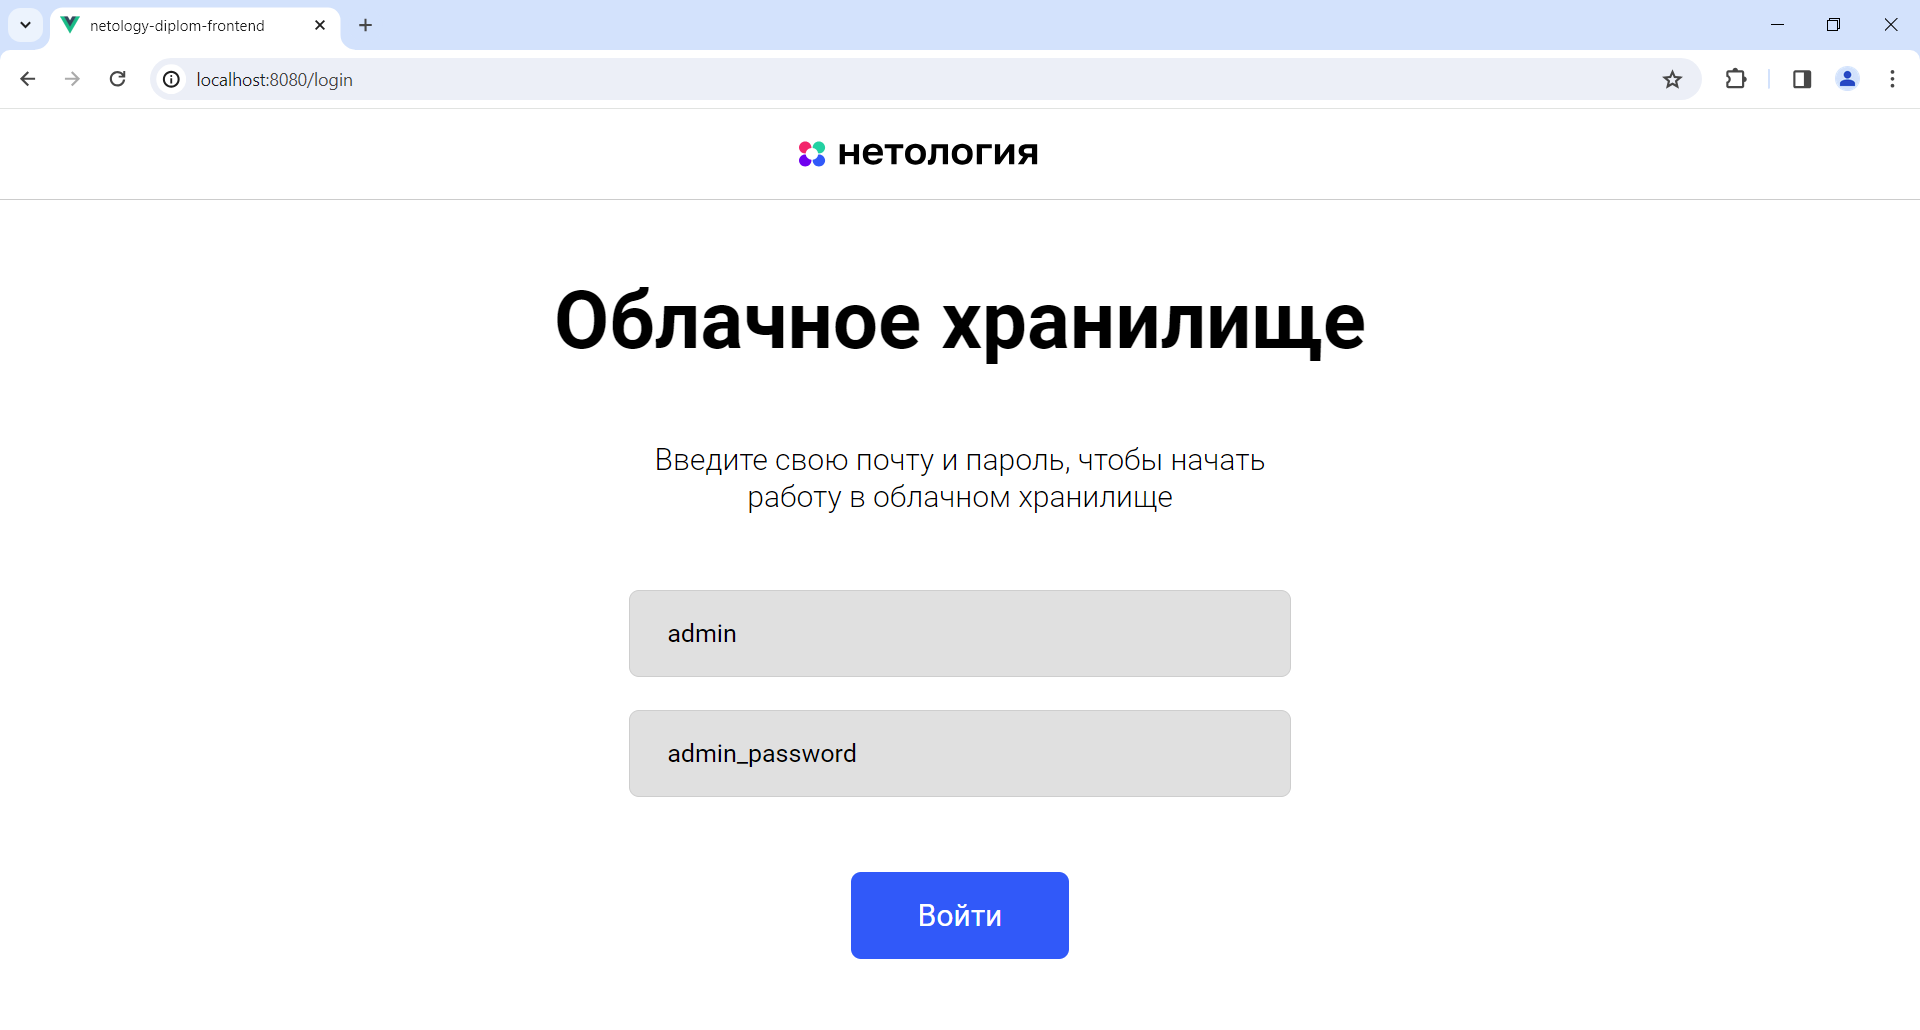 netology-diplom-frontend
localhost:8080/login
нетология
Облачное хранилище
Введите свою почту и пароль, чтобы начать
работу в облачном хранилище
admin
admin_password
Войти